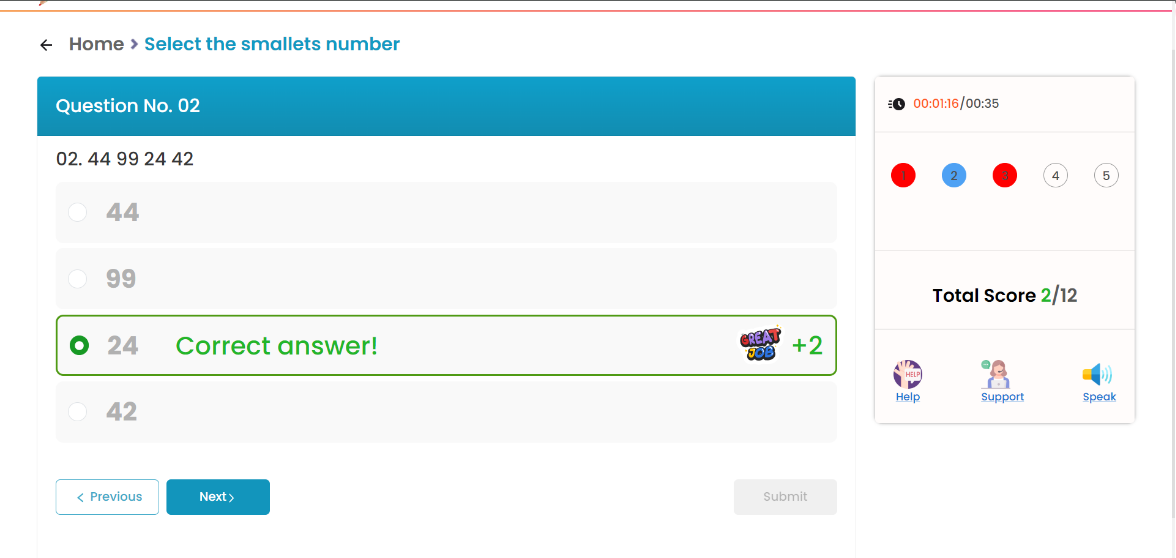 Home > Select the smallets number
Question No. 02
02. 44 99 24 42
44
99
24 Correct answer! GREAT JOB +2
42
< Previous
Next >
Submit
00:01:16/00:35
1 2 3 4 5
Total Score 2/12
HELP
Help
Support
Speak